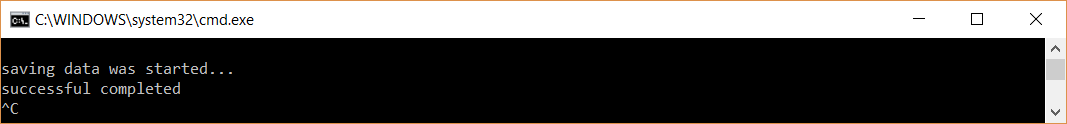 C:\WINDOWS\system32\cmd.exe
saving data was started...
successful completed
^C